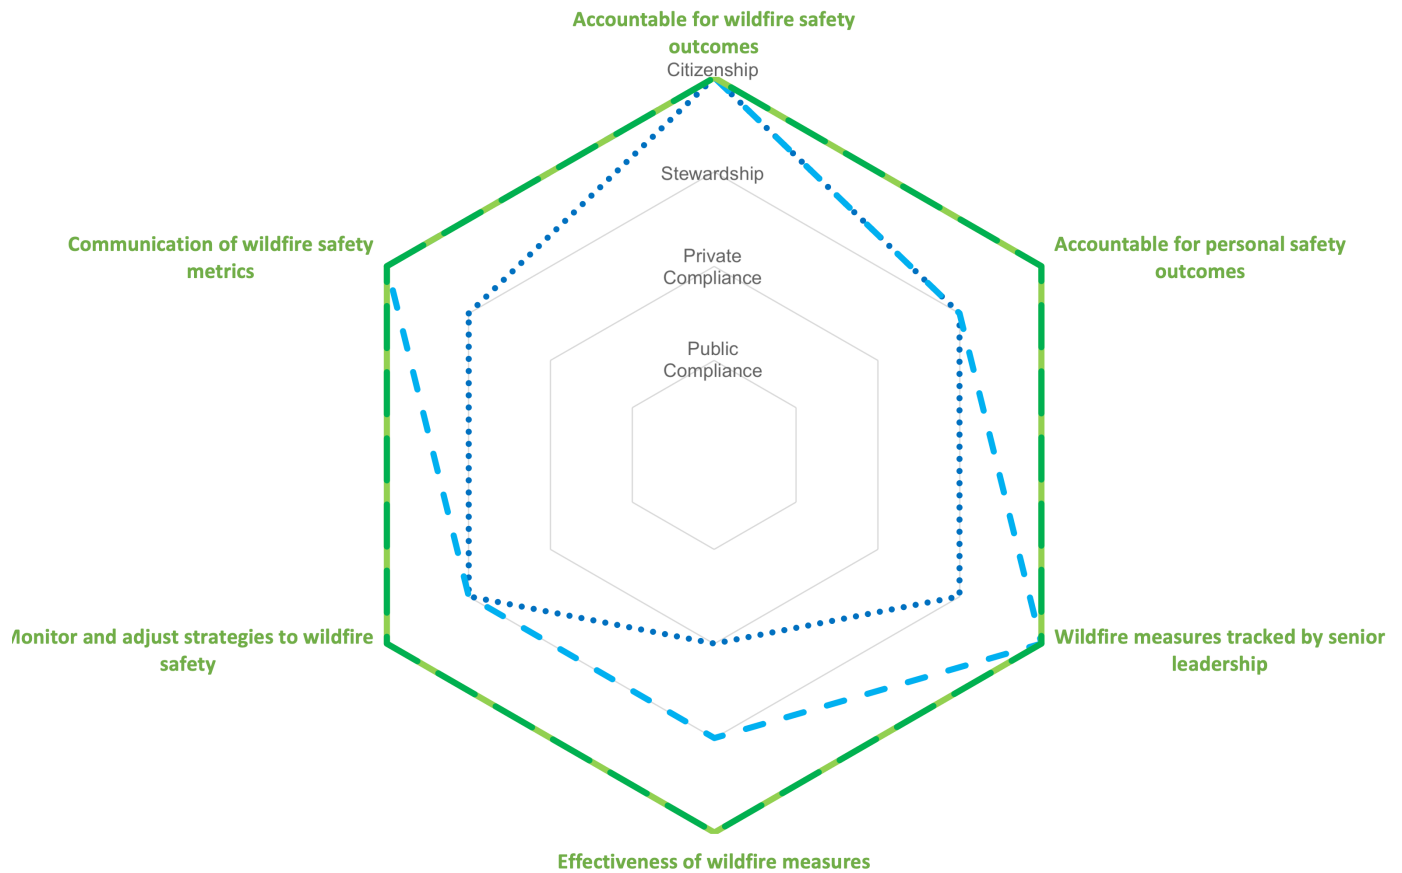 Accountable for wildfire safety
outcomes
Citizenship
Stewardship
Private
Compliance
Public
Compliance
Communication of wildfire safety
metrics
Accountable for personal safety
outcomes
Monitor and adjust strategies to wildfire
safety
Wildfire measures tracked by senior
leadership
Effectiveness of wildfire measures